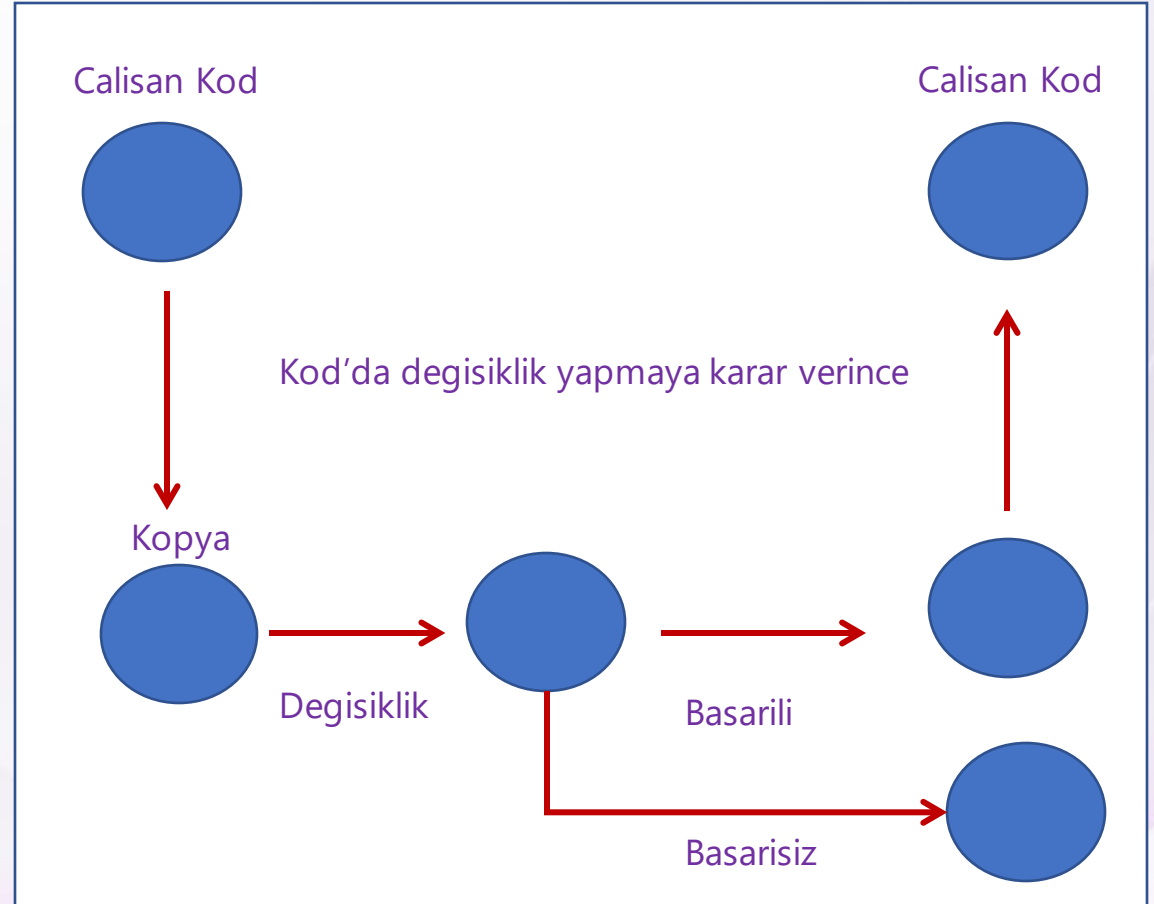 Calisan Kod
Calisan Kod
Kod’da degisiklik yapmaya karar verince
Kopya
Degisiklik
Basarili
Basarisiz